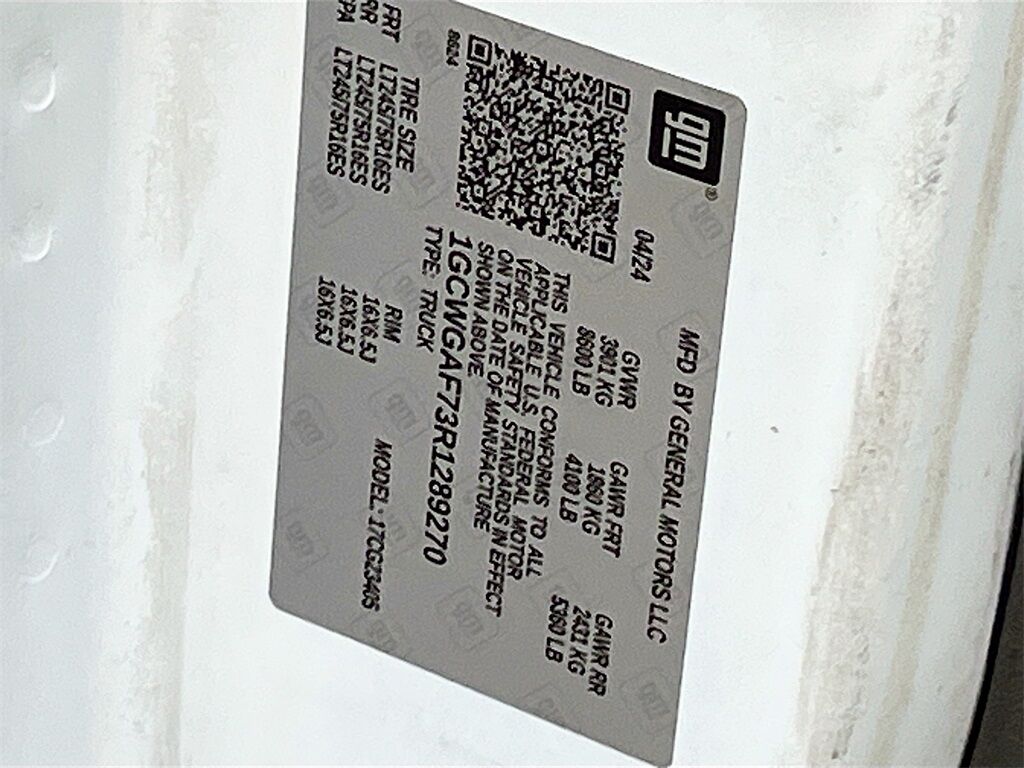 gm®
MFD BY GENERAL MOTORS LLC
04/24
GVWR GAWR FRT GAWR RR
3901 KG 1860 KG 2431 KG
8600 LB 4100 LB 5360 LB
THIS VEHICLE CONFORMS TO ALL
APPLICABLE U.S. FEDERAL MOTOR
VEHICLE SAFETY STANDARDS IN EFFECT
ON THE DATE OF MANUFACTURE
SHOWN ABOVE.
1GCWGAF73R1289270
TYPE: TRUCK
8624
MODEL: 17CG23405
TIRE SIZE RIM
FRT LT245/75R16ES 16X6.5J
RR LT245/75R16ES 16X6.5J
SPA LT245/75R16ES 16X6.5J